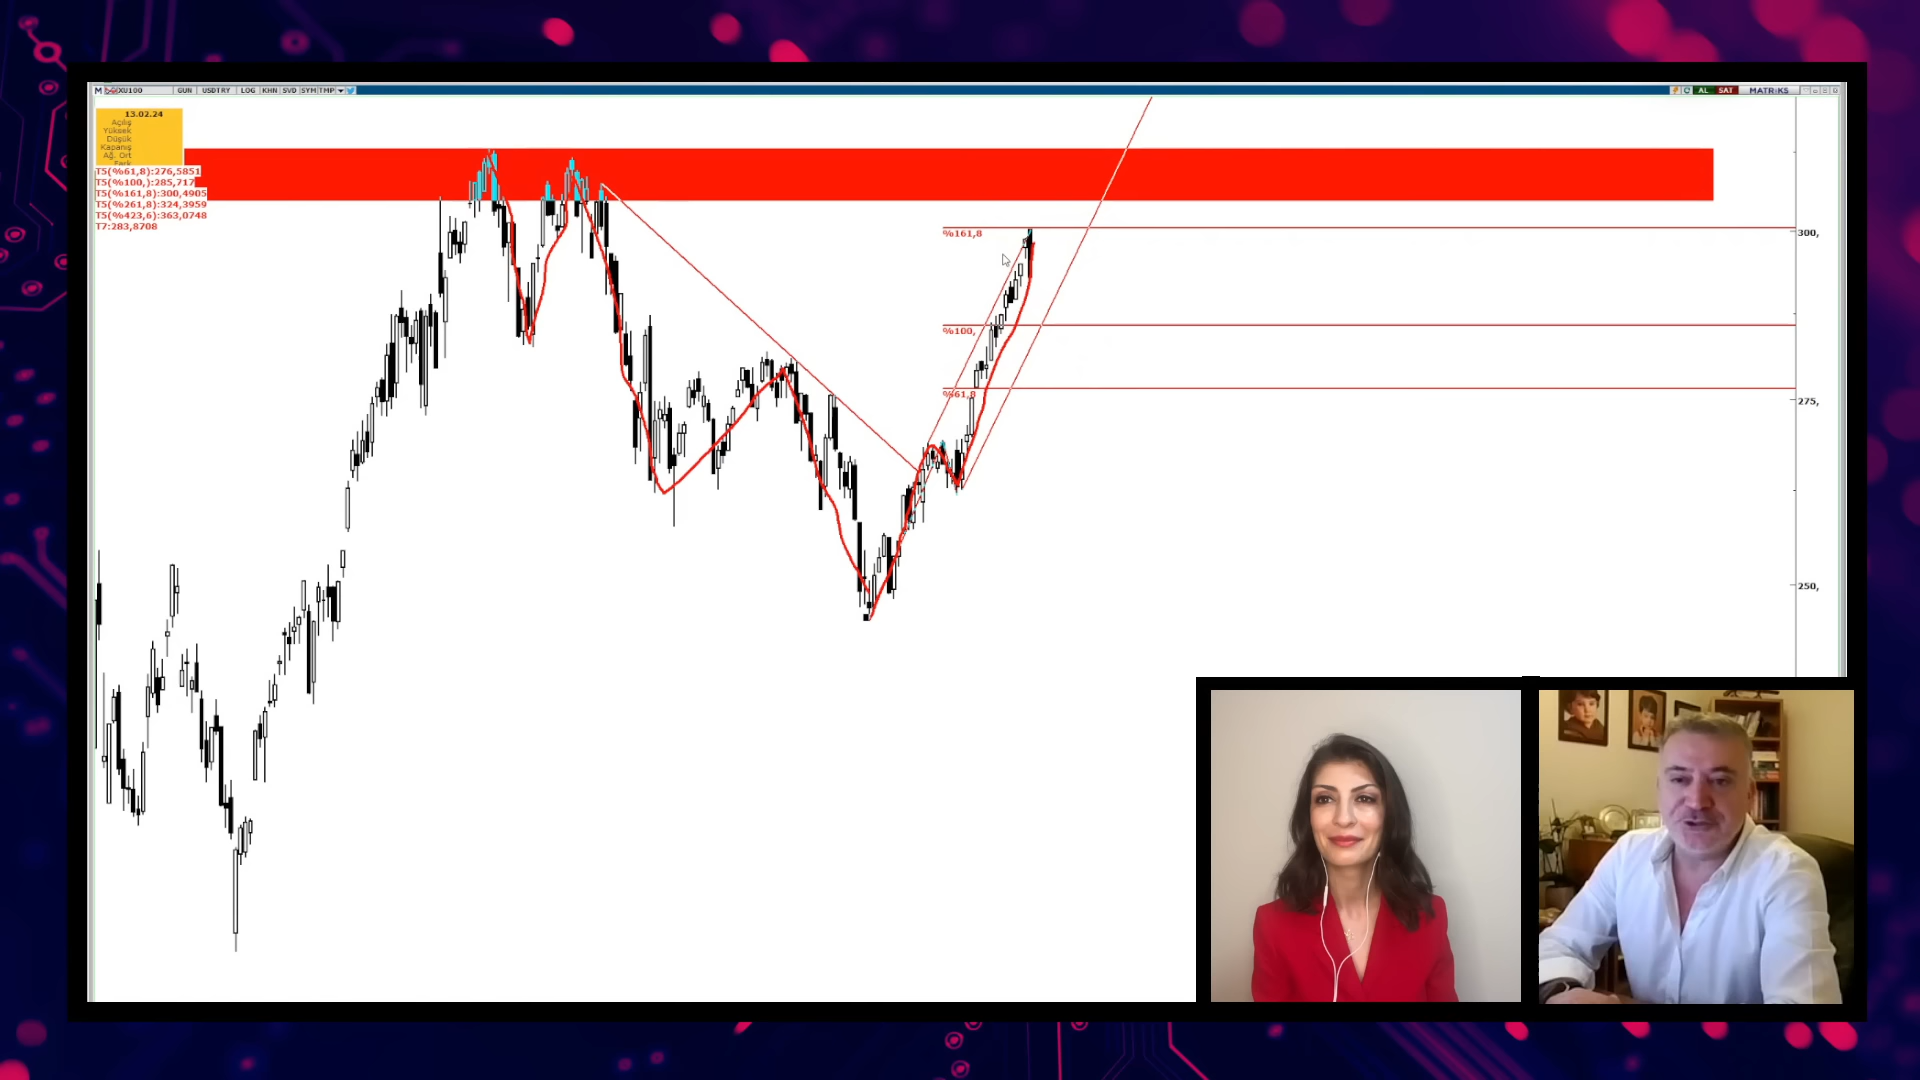 M XU100 GUN USDTRY LOG KHN SVD SYM TMP
AL SAT MATRIKS
13.02.24
Açılış
Yüksek
Düşük
Kapanış
Ağ. Ort
Fark
T5(%61,8):276,5851
T5(%100,):285,717
T5(%161,8):300,4905
T5(%261,8):324,3959
T5(%423,6):363,0748
T7:283,8708
%161,8
300,
%100,
%61,8
275,
250,